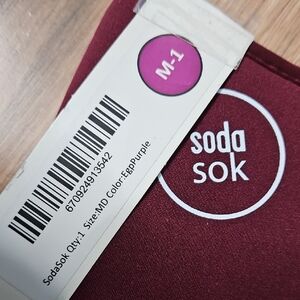 M-1
670924913542
SodaSok Qty:1 Size:MD Color:EggPurple
soda
sok